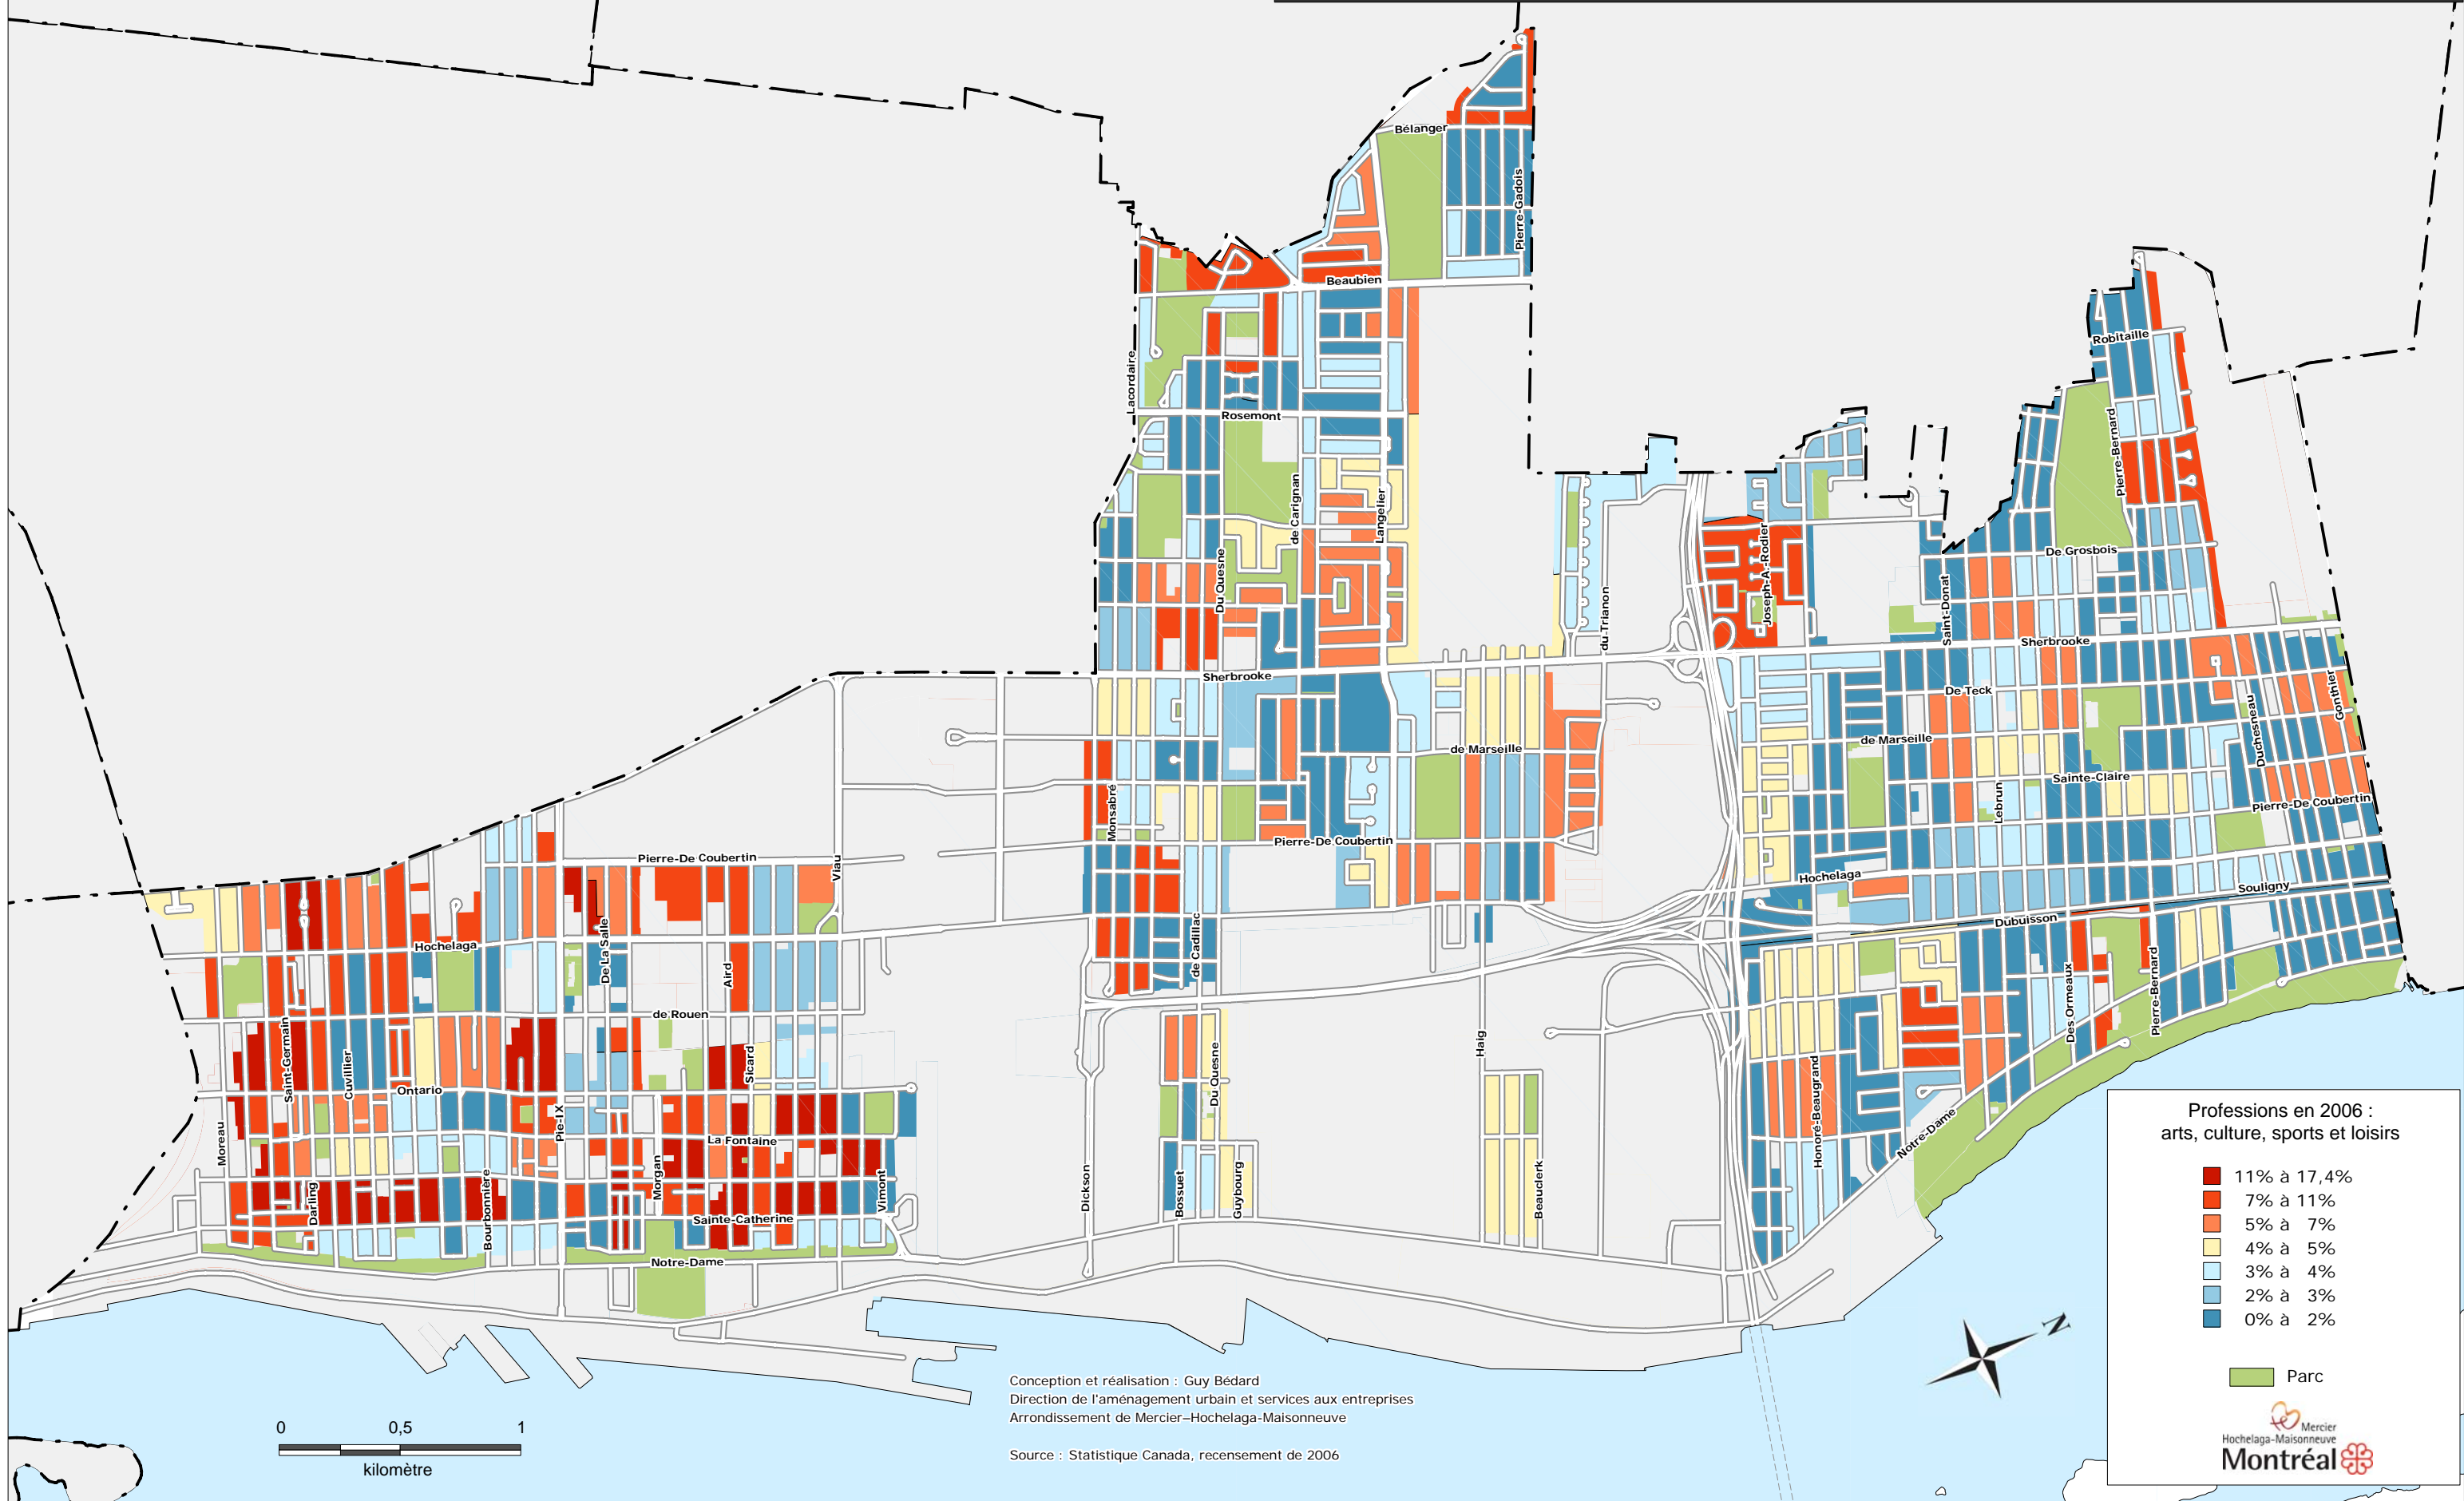 Bélanger
Pierre-Gadois
Beaubien
Lacordaire
Rosemont
Robitaille
Pierre-Bernard
de Carignan
Langelier
Du Quesne
Joseph-A.-Rodier
du Trianon
De Grosbois
Saint-Donat
Sherbrooke
Sherbrooke
De Teck
Gonthier
Duchesneau
de Marseille
de Marseille
Sainte-Claire
Lebrun
Monsabré
Pierre-De Coubertin
Pierre-De Coubertin
Pierre-De Coubertin
Viau
Hochelaga
Souligny
Dubuisson
Hochelaga
De La Salle
Aird
de Cadillac
Des Ormeaux
Pierre-Bernard
de Rouen
Saint-Germain
Cuvillier
Sicard
Du Quesne
Haig
Honoré-Beaugrand
Ontario
Pie-IX
Moreau
La Fontaine
Notre-Dame
Morgan
Darling
Bourbonnière
Vimont
Dickson
Bossuet
Guybourg
Beauclerk
Sainte-Catherine
Notre-Dame
Professions en 2006 :
arts, culture, sports et loisirs
11% à 17,4%
7% à 11%
5% à 7%
4% à 5%
3% à 4%
2% à 3%
0% à 2%
Parc
Mercier
Hochelaga-Maisonneuve
Montréal
N
Conception et réalisation : Guy Bédard
Direction de l'aménagement urbain et services aux entreprises
Arrondissement de Mercier–Hochelaga-Maisonneuve
Source : Statistique Canada, recensement de 2006
0 0,5 1
kilomètre